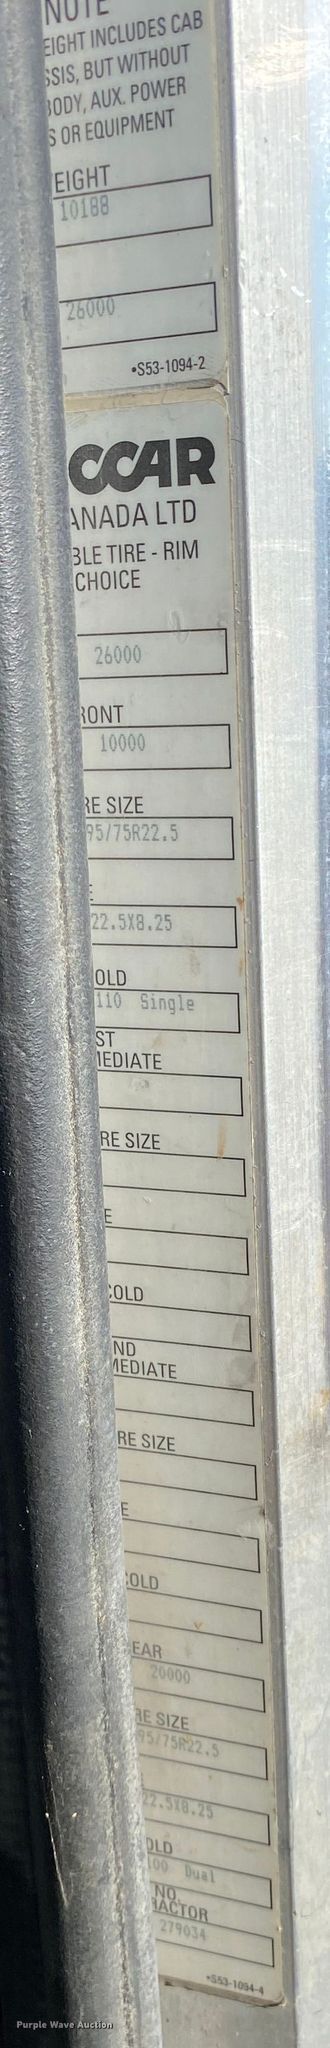 NOTE
EIGHT INCLUDES CAB
SSIS, BUT WITHOUT
BODY, AUX. POWER
S OR EQUIPMENT
EIGHT
10188
26000
•S53-1094-2
CCAR
ANADA LTD
BLE TIRE - RIM
CHOICE
26000
RONT
10000
RE SIZE
95/75R22.5
E
22.5X8.25
OLD
110 Single
ST
MEDIATE
RE SIZE
E
COLD
ND
MEDIATE
RE SIZE
E
COLD
EAR
20000
RE SIZE
95/75R22.5
E
22.5X8.25
OLD
100 Dual
NO.
RACTOR
279034
•S53-1094-4
Purple Wave Auction